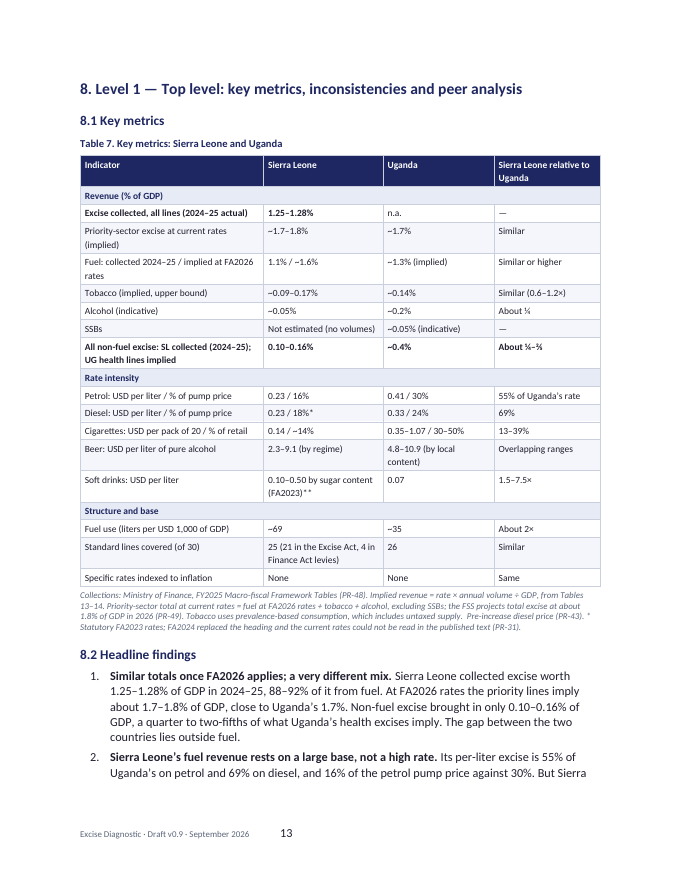 8. Level 1 — Top level: key metrics, inconsistencies and peer analysis
8.1 Key metrics
Table 7. Key metrics: Sierra Leone and Uganda
Indicator Sierra Leone Uganda Sierra Leone relative to
Uganda
Revenue (% of GDP)
Excise collected, all lines (2024–25 actual) 1.25–1.28% n.a. —
Priority-sector excise at current rates ~1.7–1.8% ~1.7% Similar
(implied)
Fuel: collected 2024–25 / implied at FA2026 1.1% / ~1.6% ~1.3% (implied) Similar or higher
rates
Tobacco (implied, upper bound) ~0.09–0.17% ~0.14% Similar (0.6–1.2×)
Alcohol (indicative) ~0.05% ~0.2% About ¼
SSBs Not estimated (no volumes) ~0.05% (indicative) —
All non-fuel excise: SL collected (2024–25); 0.10–0.16% ~0.4% About ¼–⅖
UG health lines implied
Rate intensity
Petrol: USD per liter / % of pump price 0.23 / 16% 0.41 / 30% 55% of Uganda's rate
Diesel: USD per liter / % of pump price 0.23 / 18%* 0.33 / 24% 69%
Cigarettes: USD per pack of 20 / % of retail 0.14 / ~14% 0.35–1.07 / 30–50% 13–39%
Beer: USD per liter of pure alcohol 2.3–9.1 (by regime) 4.8–10.9 (by local Overlapping ranges
content)
Soft drinks: USD per liter 0.10–0.50 by sugar content 0.07 1.5–7.5×
(FA2023)**
Structure and base
Fuel use (liters per USD 1,000 of GDP) ~69 ~35 About 2×
Standard lines covered (of 30) 25 (21 in the Excise Act, 4 in 26 Similar
Finance Act levies)
Specific rates indexed to inflation None None Same
Collections: Ministry of Finance, FY2025 Macro-fiscal Framework Tables (PR-48). Implied revenue = rate × annual volume ÷ GDP, from Tables
13–14. Priority-sector total at current rates = fuel at FA2026 rates + tobacco + alcohol, excluding SSBs; the FSS projects total excise at about
1.8% of GDP in 2026 (PR-49). Tobacco uses prevalence-based consumption, which includes untaxed supply. Pre-increase diesel price (PR-43). *
Statutory FA2023 rates; FA2024 replaced the heading and the current rates could not be read in the published text (PR-31).
8.2 Headline findings
1. Similar totals once FA2026 applies; a very different mix. Sierra Leone collected excise worth
1.25–1.28% of GDP in 2024–25, 88–92% of it from fuel. At FA2026 rates the priority lines imply
about 1.7–1.8% of GDP, close to Uganda's 1.7%. Non-fuel excise brought in only 0.10–0.16% of
GDP, a quarter to two-fifths of what Uganda's health excises imply. The gap between the two
countries lies outside fuel.
2. Sierra Leone's fuel revenue rests on a large base, not a high rate. Its per-liter excise is 55% of
Uganda's on petrol and 69% on diesel, and 16% of the petrol pump price against 30%. But Sierra
Excise Diagnostic · Draft v0.9 · September 2026 13